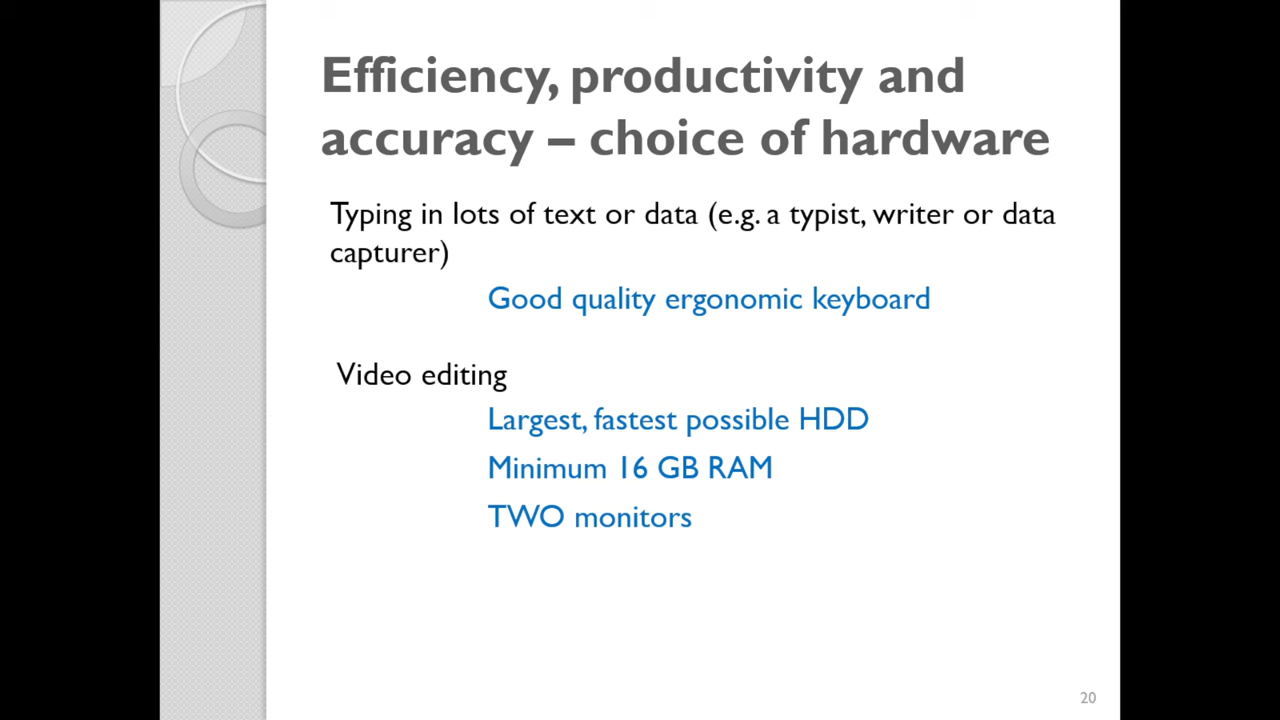 Efficiency, productivity and
accuracy – choice of hardware
Typing in lots of text or data (e.g. a typist, writer or data
capturer)
Good quality ergonomic keyboard
Video editing
Largest, fastest possible HDD
Minimum 16 GB RAM
TWO monitors
20